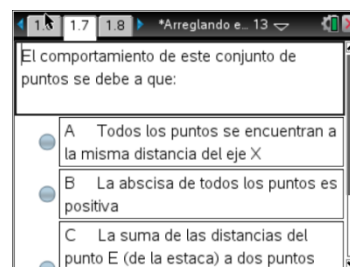 1.6 1.7 1.8 *Arreglando e… 13
El comportamiento de este conjunto de
puntos se debe a que:
A Todos los puntos se encuentran a
la misma distancia del eje X
B La abscisa de todos los puntos es
positiva
C La suma de las distancias del
punto E (de la estaca) a dos puntos